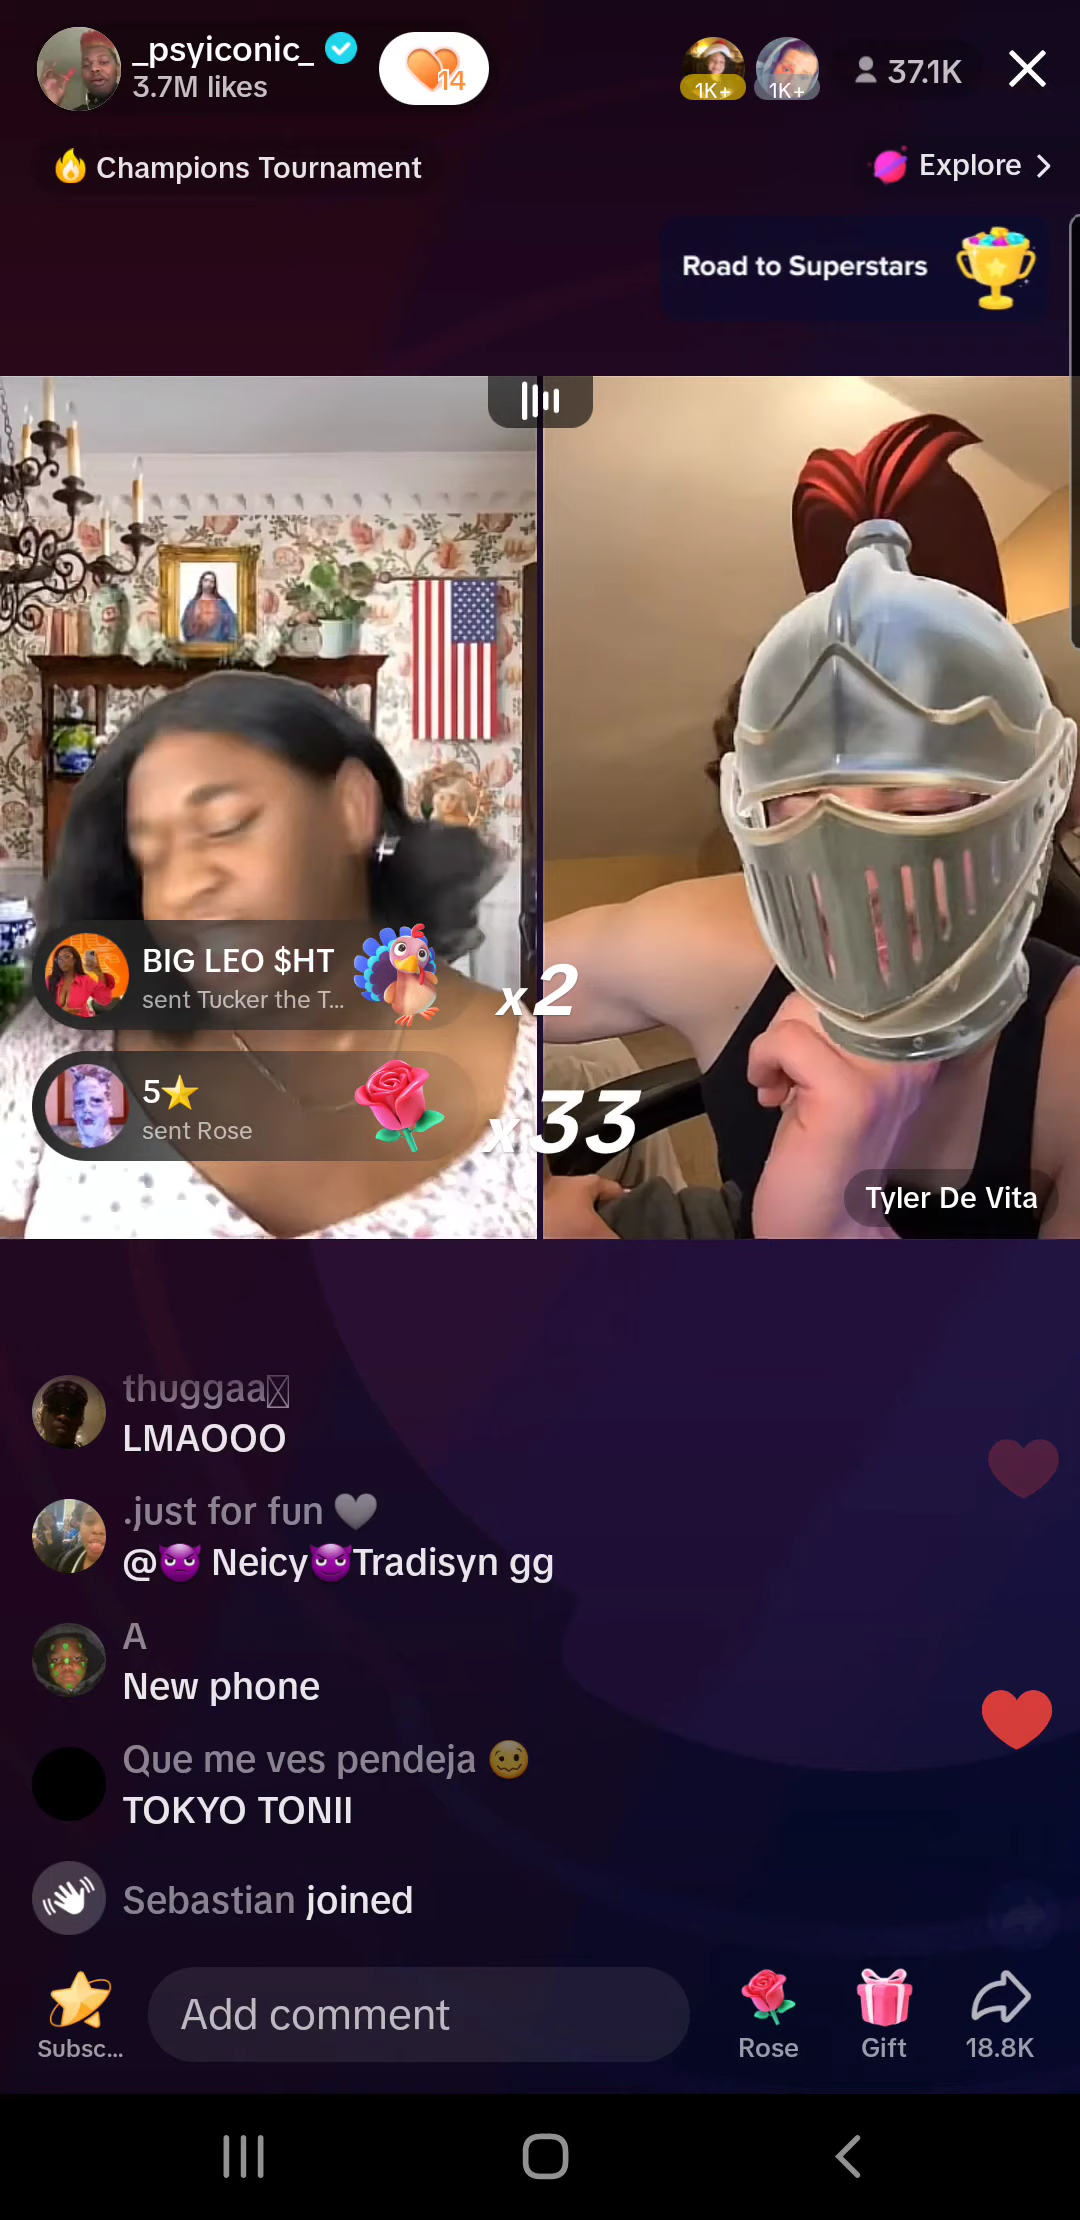 _psyiconic_
3.7M likes
14
1K+
1K+
37.1K
Champions Tournament
Explore
Road to Superstars
BIG LEO $HT
sent Tucker the T...
x2
5⭐
sent Rose
x33
Tyler De Vita
thuggaa
LMAOOO
.just for fun 🩶
@😈 Neicy😈Tradisyn gg
A
New phone
Que me ves pendeja 🥴
TOKYO TONII
Sebastian joined
Subsc...
Add comment
Rose
Gift
18.8K